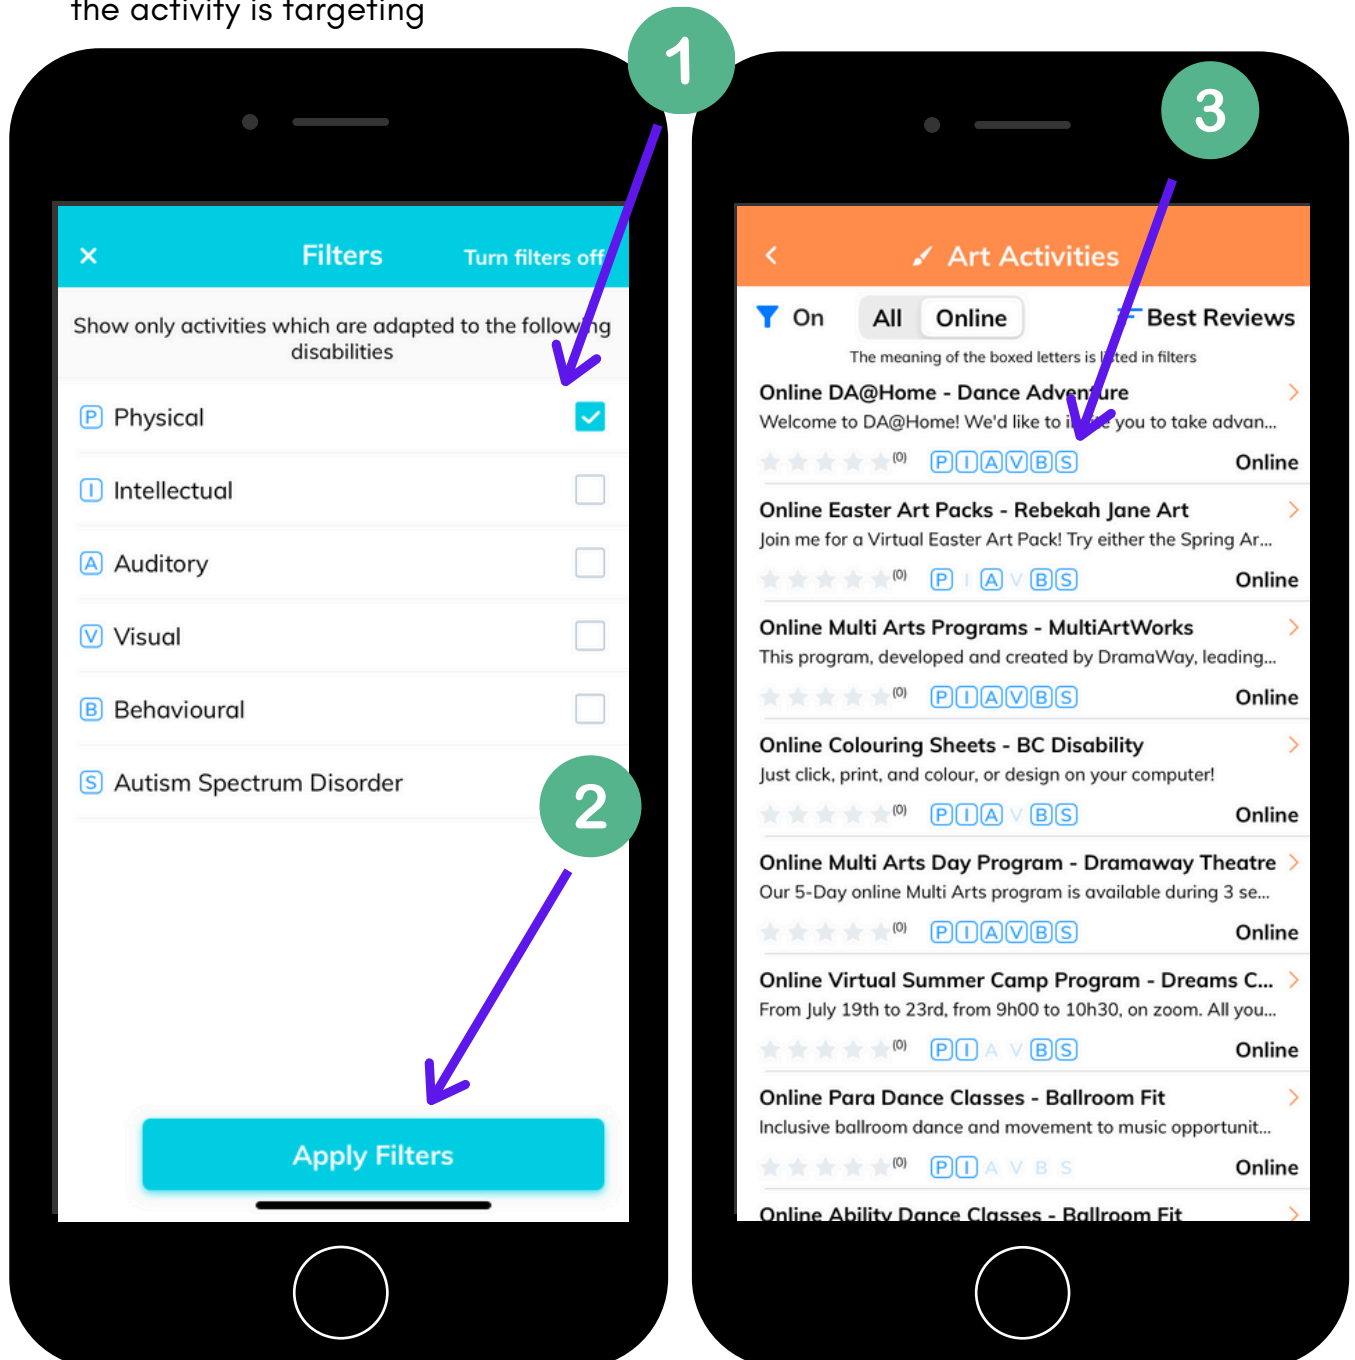 the activity is targeting
1
Filters
Turn filters off
Show only activities which are adapted to the following
disabilities
P Physical
I Intellectual
A Auditory
V Visual
B Behavioural
S Autism Spectrum Disorder
2
Apply Filters
3
Art Activities
On
All
Online
Best Reviews
The meaning of the boxed letters is listed in filters
Online DA@Home - Dance Adventure
Welcome to DA@Home! We'd like to invite you to take advan...
(0) P I A V B S Online
Online Easter Art Packs - Rebekah Jane Art
Join me for a Virtual Easter Art Pack! Try either the Spring Ar...
(0) P I A V B S Online
Online Multi Arts Programs - MultiArtWorks
This program, developed and created by DramaWay, leading...
(0) P I A V B S Online
Online Colouring Sheets - BC Disability
Just click, print, and colour, or design on your computer!
(0) P I A V B S Online
Online Multi Arts Day Program - Dramaway Theatre
Our 5-Day online Multi Arts program is available during 3 se...
(0) P I A V B S Online
Online Virtual Summer Camp Program - Dreams C...
From July 19th to 23rd, from 9h00 to 10h30, on zoom. All you...
(0) P I A V B S Online
Online Para Dance Classes - Ballroom Fit
Inclusive ballroom dance and movement to music opportunit...
(0) P I A V B S Online
Online Ability Dance Classes - Ballroom Fit